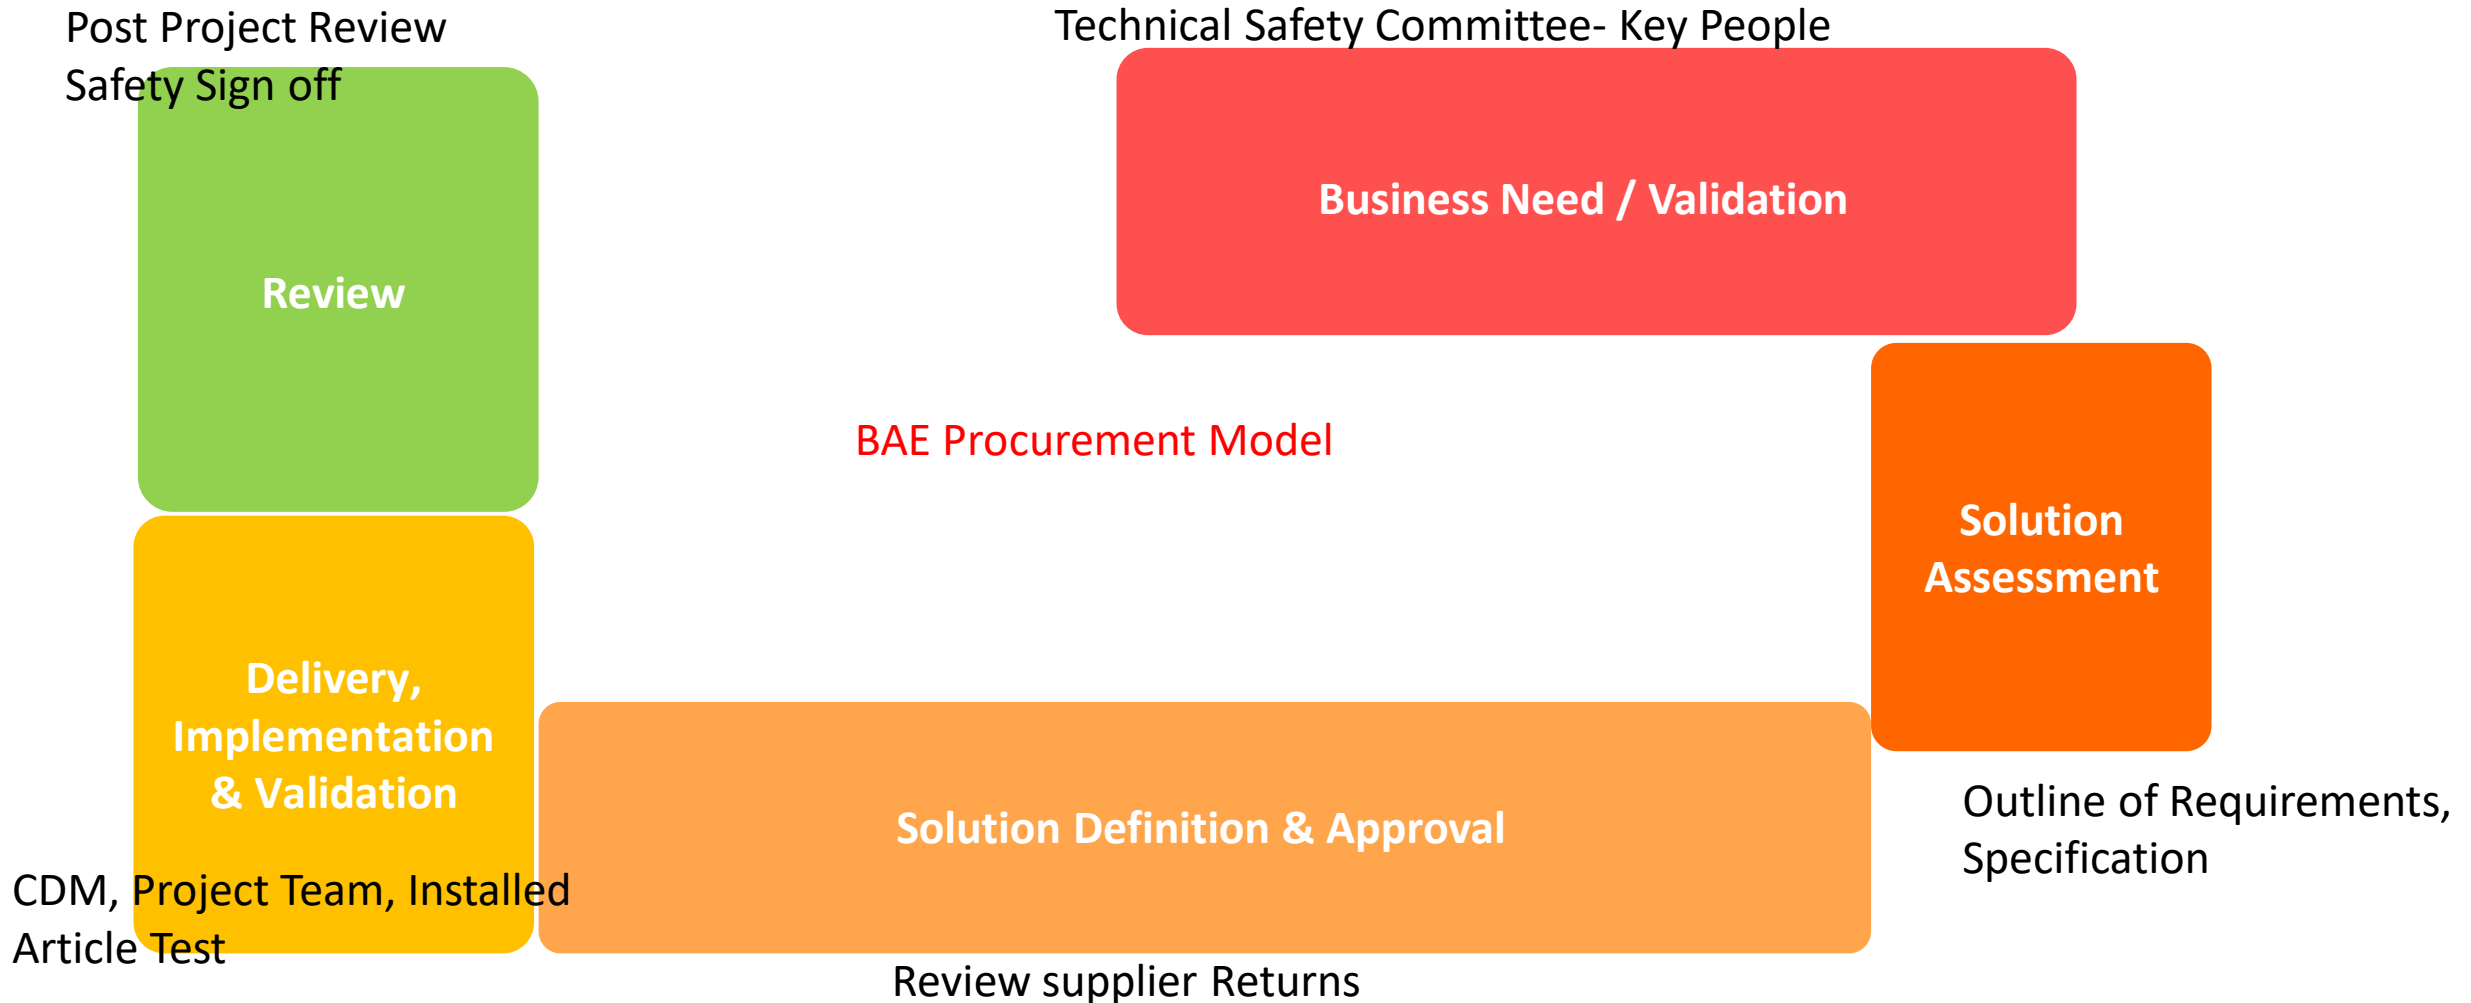 Post Project Review
Safety Sign off
Technical Safety Committee- Key People
Business Need / Validation
Review
BAE Procurement Model
Solution
Assessment
Delivery,
Implementation
& Validation
Solution Definition & Approval
Outline of Requirements,
Specification
CDM, Project Team, Installed
Article Test
Review supplier Returns